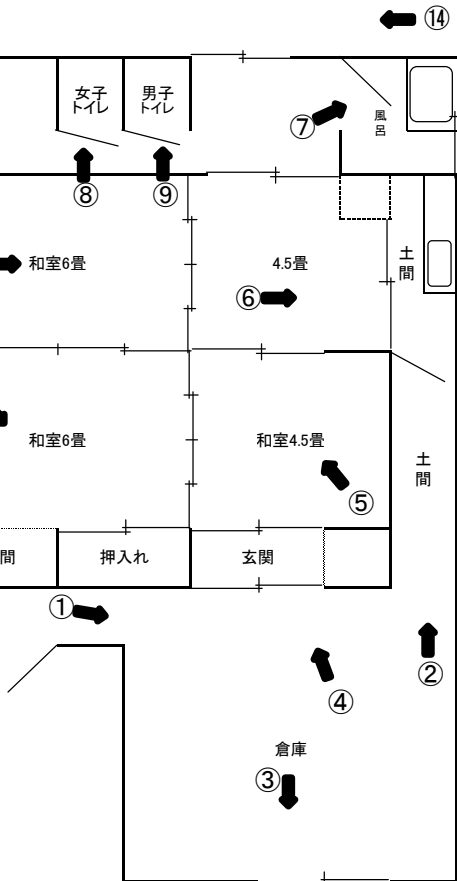 ⑭
女子
トイレ
男子
トイレ
⑦
風
呂
⑧
⑨
和室6畳
4.5畳
土
間
⑥
和室6畳
和室4.5畳
土
間
⑤
間
押入れ
玄関
①
②
④
倉庫
③